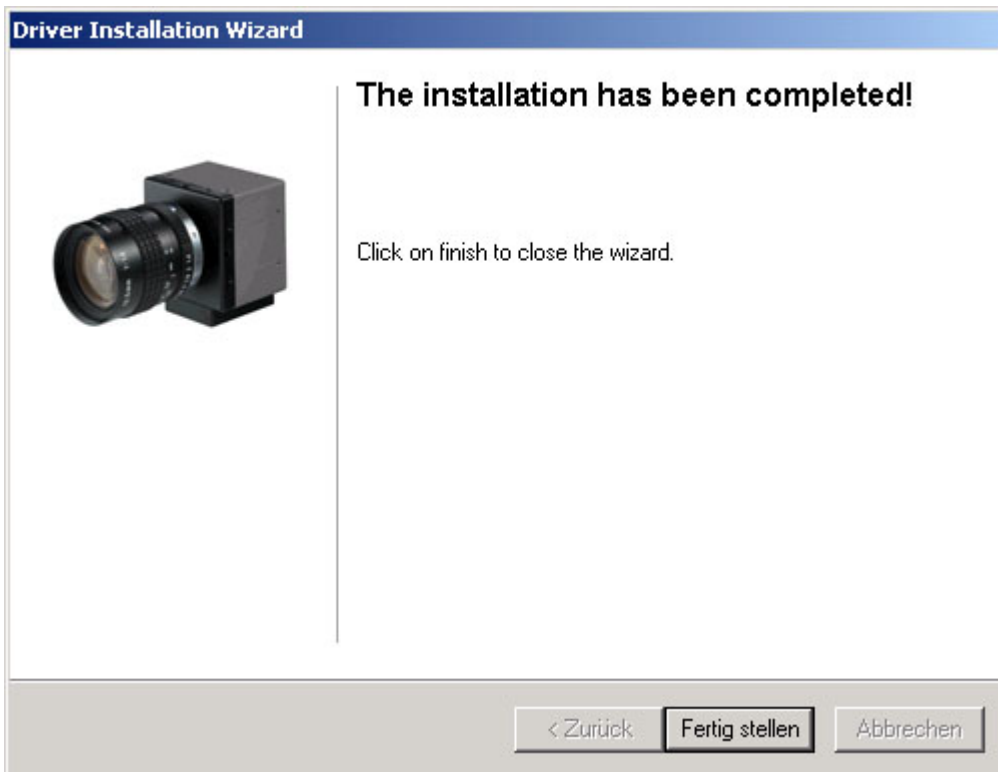 Driver Installation Wizard
The installation has been completed!
Click on finish to close the wizard.
< Zurück
Fertig stellen
Abbrechen